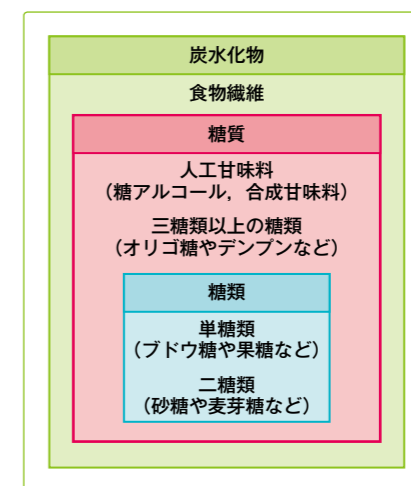 炭水化物
食物繊維
糖質
人工甘味料
（糖アルコール，合成甘味料）
三糖類以上の糖類
（オリゴ糖やデンプンなど）
糖類
単糖類
（ブドウ糖や果糖など）
二糖類
（砂糖や麦芽糖など）